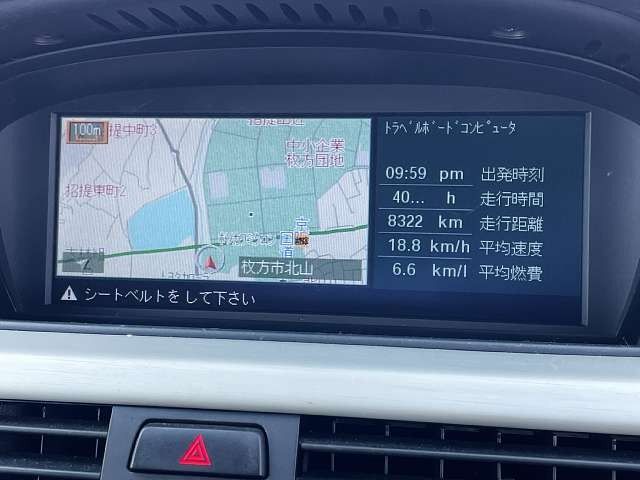 100m
招提中町3
中小企業
枚方団地
招提東町2
京
国道
枚方市北山
シートベルトを して下さい
ﾄﾗﾍﾞﾙﾎﾞｰﾄﾞｺﾝﾋﾟｭｰﾀ
09:59 pm 出発時刻
40... h 走行時間
8322 km 走行距離
18.8 km/h 平均速度
6.6 km/l 平均燃費